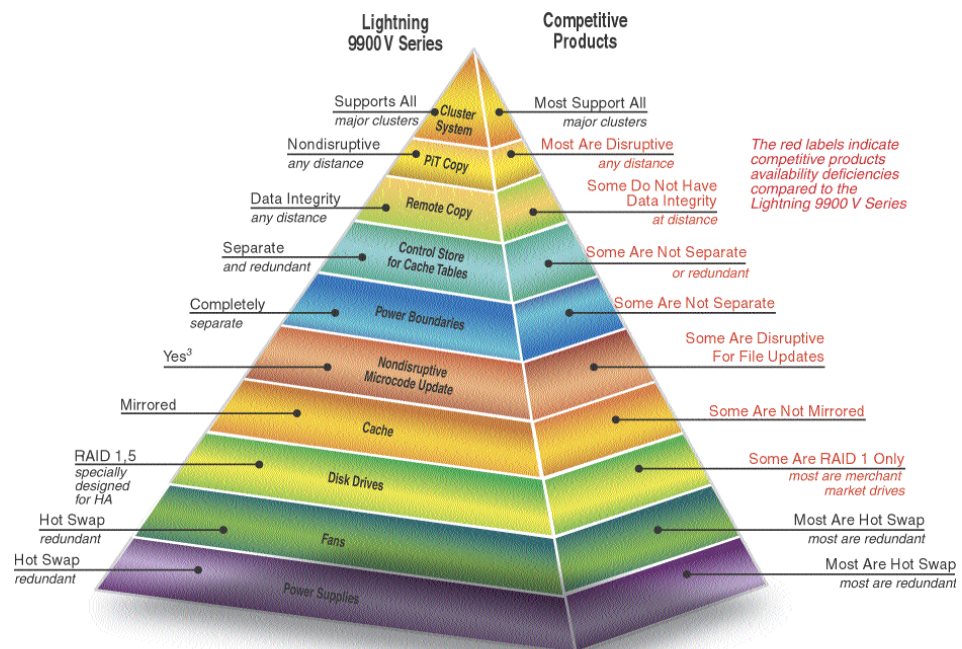 Lightning
9900 V Series
Competitive
Products
Supports All
major clusters
Cluster
System
Most Support All
major clusters
Nondisruptive
any distance
PiT Copy
Most Are Disruptive
any distance
The red labels indicate
competitive products
availability deficiencies
compared to the
Lightning 9900 V Series
Data Integrity
any distance
Remote Copy
Some Do Not Have
Data Integrity
at distance
Separate
and redundant
Control Store
for Cache Tables
Some Are Not Separate
or redundant
Completely
separate
Power Boundaries
Some Are Not Separate
Yes³
Nondisruptive
Microcode Update
Some Are Disruptive
For File Updates
Mirrored
Cache
Some Are Not Mirrored
RAID 1,5
specially
designed
for HA
Disk Drives
Some Are RAID 1 Only
most are merchant
market drives
Hot Swap
redundant
Fans
Most Are Hot Swap
most are redundant
Hot Swap
redundant
Power Supplies
Most Are Hot Swap
most are redundant